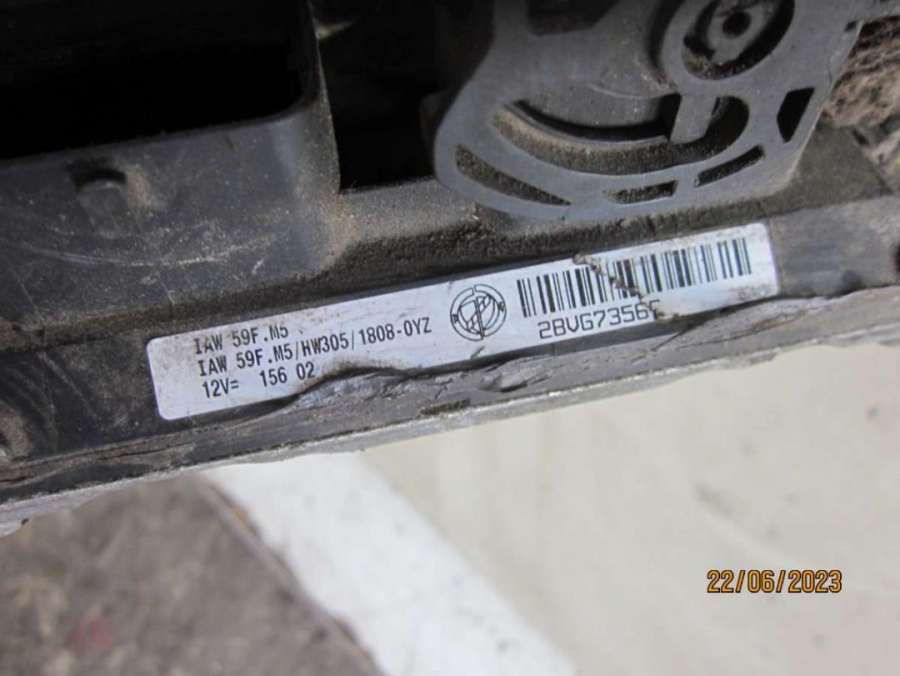 IAW 59F.M5
IAW 59F.M5/HW305/1808-0YZ
12V= 156 02
22/06/2023